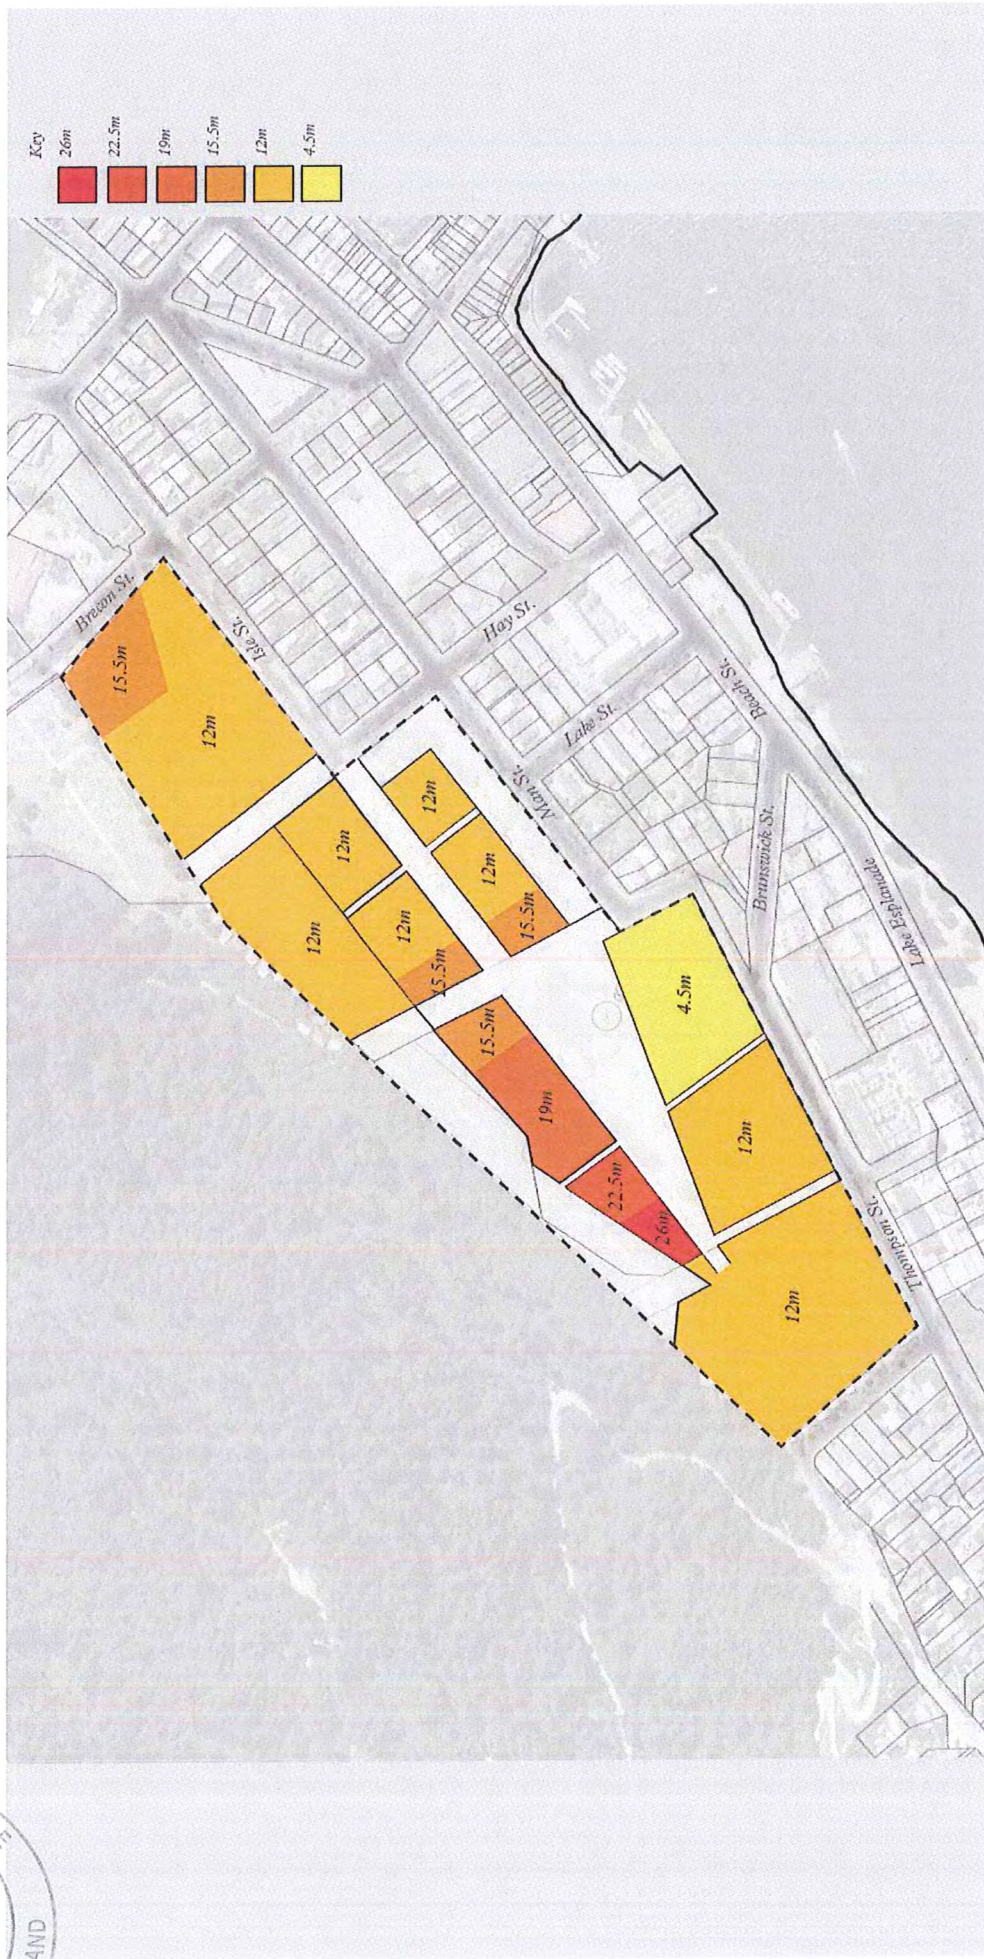 Key
26m
22.5m
19m
15.5m
12m
4.5m
Brecon St.
15.5m
12m
Isle St.
12m
12m
12m
15.5m
12m
12m
15.5m
Hay St.
Lake St.
Man St.
Beach St.
Brunswick St.
Lake Esplanade
15.5m
19m
22.5m
26m
4.5m
12m
12m
Thompson St.
AND